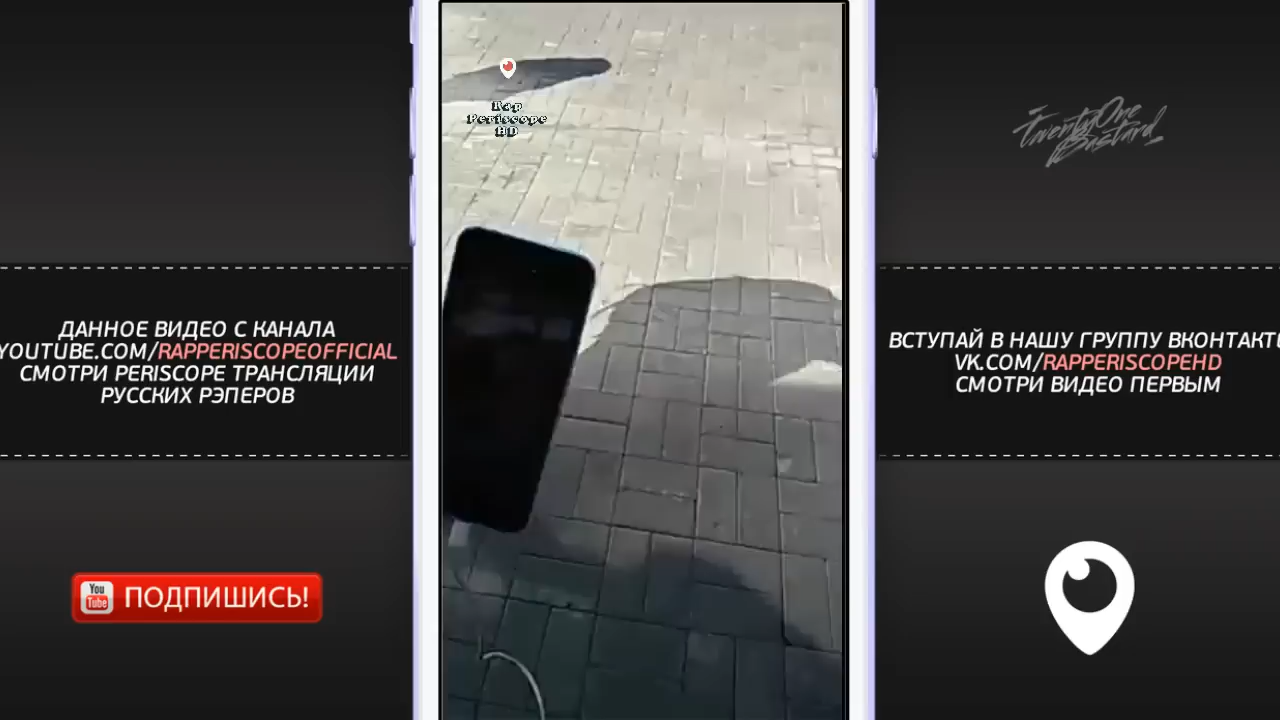 Rap
Periscope
HD
TwentyOne
Bastard
ДАННОЕ ВИДЕО С КАНАЛА
YOUTUBE.COM/RAPPERISCOPEOFFICIAL
СМОТРИ PERISCOPE ТРАНСЛЯЦИИ
РУССКИХ РЭПЕРОВ
ВСТУПАЙ В НАШУ ГРУППУ ВКОНТАКТЕ
VK.COM/RAPPERISCOPEHD
СМОТРИ ВИДЕО ПЕРВЫМ
You
Tube
ПОДПИШИСЬ!